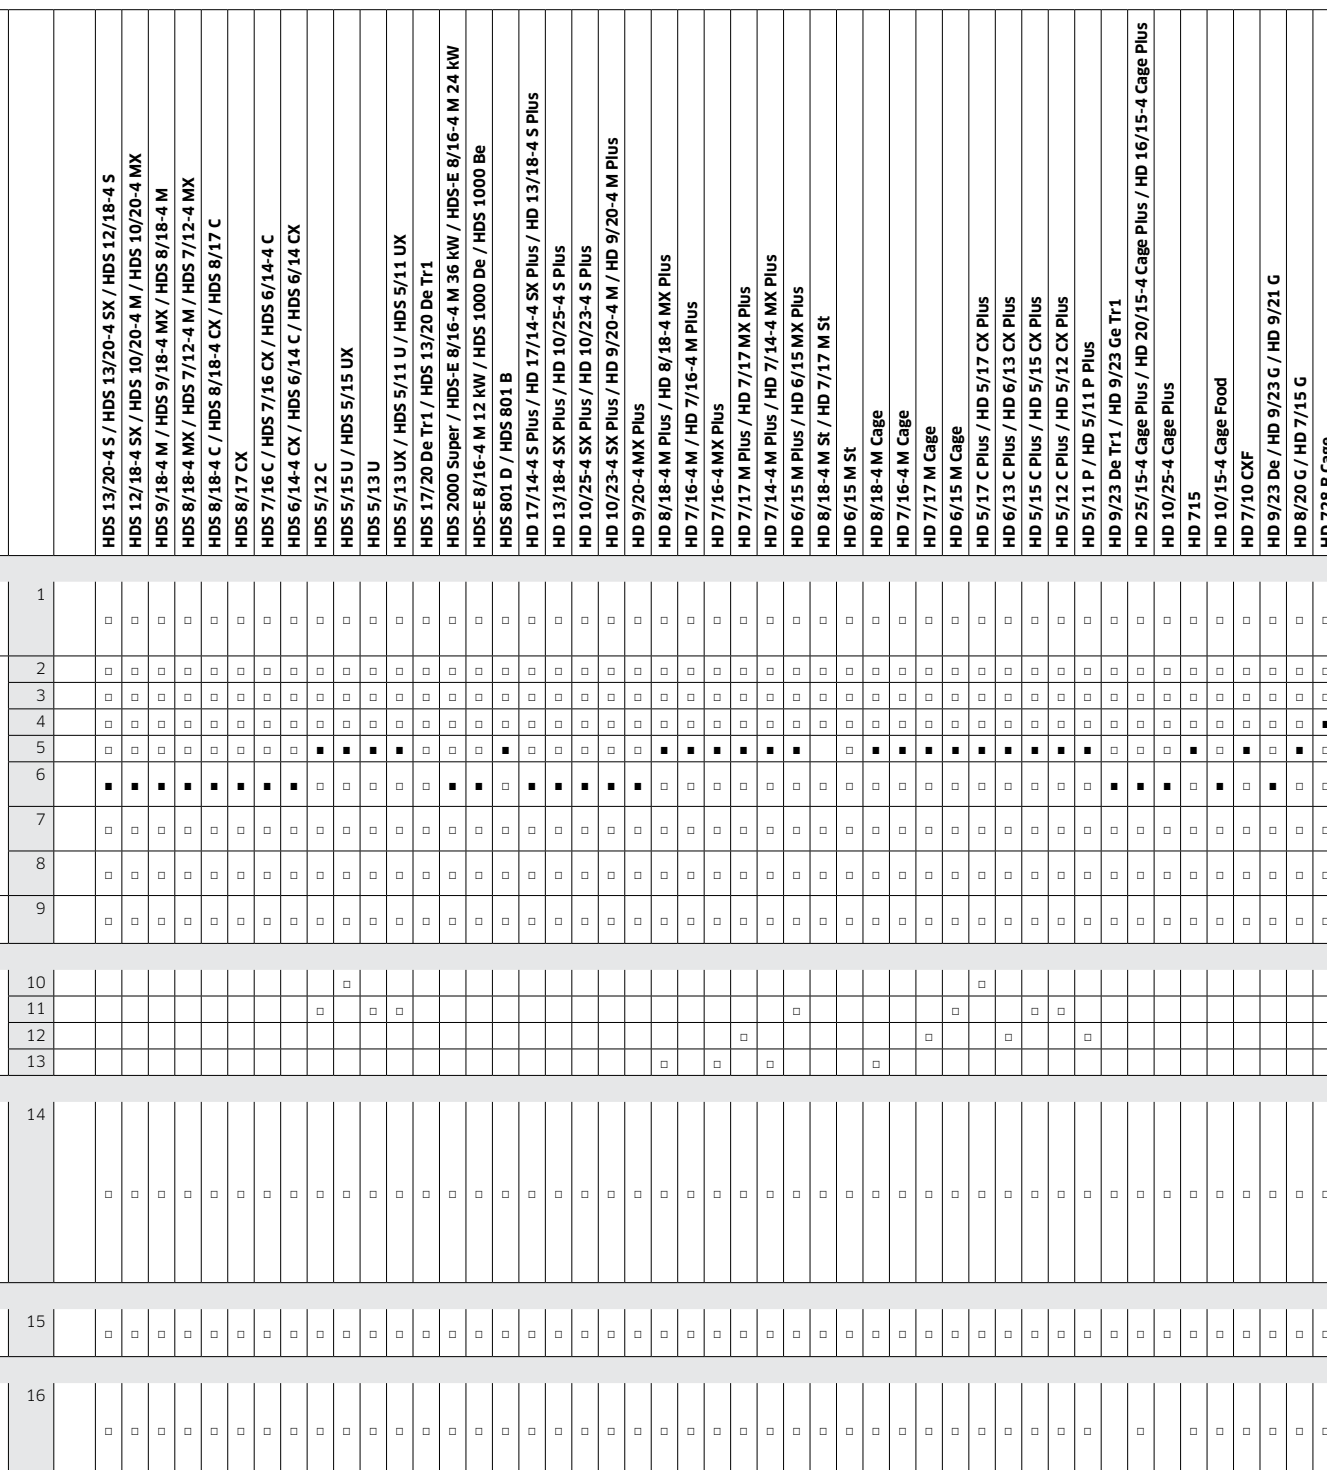 HDS 13/20-4 S / HDS 13/20-4 SX / HDS 12/18-4 S
HDS 12/18-4 SX / HDS 10/20-4 M / HDS 10/20-4 MX
HDS 9/18-4 M / HDS 9/18-4 MX / HDS 8/18-4 M
HDS 8/18-4 MX / HDS 7/12-4 M / HDS 7/12-4 MX
HDS 8/18-4 C / HDS 8/18-4 CX / HDS 8/17 C
HDS 8/17 CX
HDS 7/16 C / HDS 7/16 CX / HDS 6/14-4 C
HDS 6/14-4 CX / HDS 6/14 C / HDS 6/14 CX
HDS 5/12 C
HDS 5/15 U / HDS 5/15 UX
HDS 5/13 U
HDS 5/13 UX / HDS 5/11 U / HDS 5/11 UX
HDS 17/20 De Tr1 / HDS 13/20 De Tr1
HDS 2000 Super / HDS-E 8/16-4 M 36 kW / HDS-E 8/16-4 M 24 kW
HDS-E 8/16-4 M 12 kW / HDS 1000 De / HDS 1000 Be
HDS 801 D / HDS 801 B
HD 17/14-4 S Plus / HD 17/14-4 SX Plus / HD 13/18-4 S Plus
HD 13/18-4 SX Plus / HD 10/25-4 S Plus
HD 10/25-4 SX Plus / HD 10/23-4 S Plus
HD 10/23-4 SX Plus / HD 9/20-4 M / HD 9/20-4 M Plus
HD 9/20-4 MX Plus
HD 8/18-4 M Plus / HD 8/18-4 MX Plus
HD 7/16-4 M / HD 7/16-4 M Plus
HD 7/16-4 MX Plus
HD 7/17 M Plus / HD 7/17 MX Plus
HD 7/14-4 M Plus / HD 7/14-4 MX Plus
HD 6/15 M Plus / HD 6/15 MX Plus
HD 8/18-4 M St / HD 7/17 M St
HD 6/15 M St
HD 8/18-4 M Cage
HD 7/16-4 M Cage
HD 7/17 M Cage
HD 6/15 M Cage
HD 5/17 C Plus / HD 5/17 CX Plus
HD 6/13 C Plus / HD 6/13 CX Plus
HD 5/15 C Plus / HD 5/15 CX Plus
HD 5/12 C Plus / HD 5/12 CX Plus
HD 5/11 P / HD 5/11 P Plus
HD 9/23 De Tr1 / HD 9/23 Ge Tr1
HD 25/15-4 Cage Plus / HD 20/15-4 Cage Plus / HD 16/15-4 Cage Plus
HD 10/25-4 Cage Plus
HD 715
HD 10/15-4 Cage Food
HD 7/10 CXF
HD 9/23 De / HD 9/23 G / HD 9/21 G
HD 8/20 G / HD 7/15 G
HD 728 B Cage
1
2
3
4
5
6
7
8
9
10
11
12
13
14
15
16